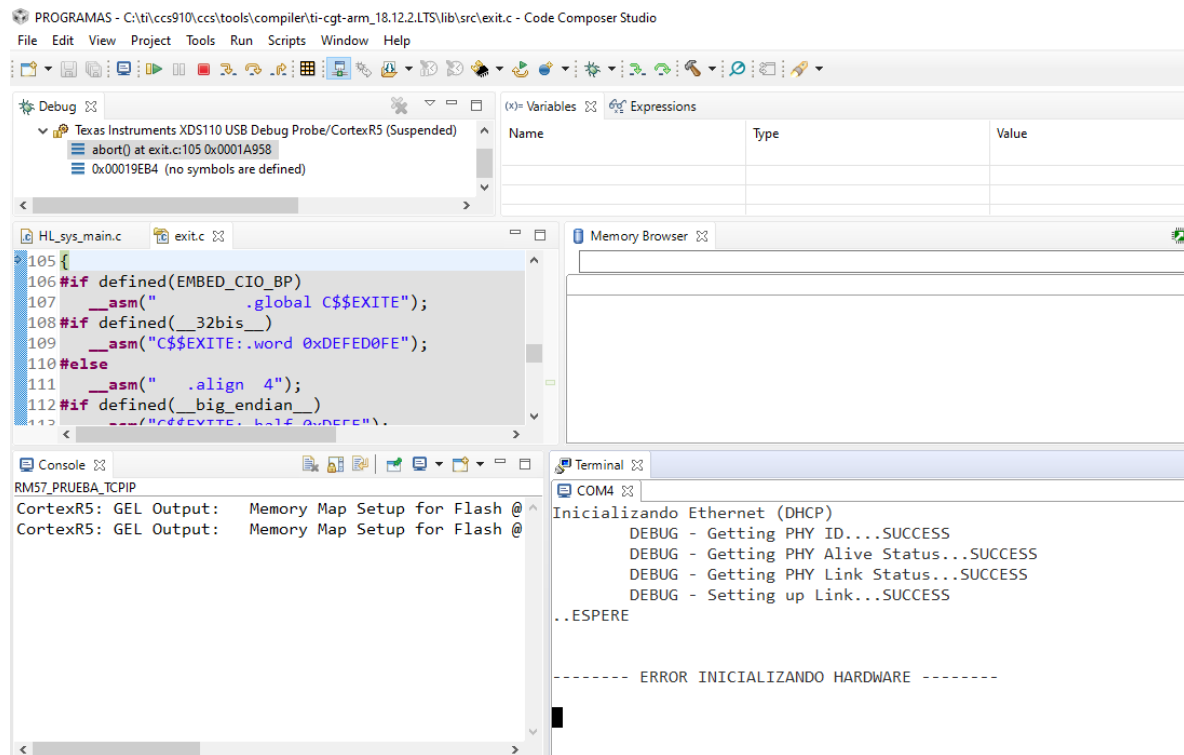 PROGRAMAS - C:\ti\ccs910\ccs\tools\compiler\ti-cgt-arm_18.12.2.LTS\lib\src\exit.c - Code Composer Studio
File Edit View Project Tools Run Scripts Window Help
Debug
Texas Instruments XDS110 USB Debug Probe/CortexR5 (Suspended)
abort() at exit.c:105 0x0001A958
0x00019EB4 (no symbols are defined)
(x)= Variables Expressions
Name Type Value
HL_sys_main.c exit.c
105 {
106 #if defined(EMBED_CIO_BP)
107 __asm(" .global C$$EXITE");
108 #if defined(__32bis__)
109 __asm("C$$EXITE:.word 0xDEFED0FE");
110 #else
111 __asm(" .align 4");
112 #if defined(__big_endian__)
113 __asm("C$$EXITE: .half 0xDEFE");
Memory Browser
Console
RM57_PRUEBA_TCPIP
CortexR5: GEL Output: Memory Map Setup for Flash @
CortexR5: GEL Output: Memory Map Setup for Flash @
Terminal
COM4
Inicializando Ethernet (DHCP)
DEBUG - Getting PHY ID....SUCCESS
DEBUG - Getting PHY Alive Status...SUCCESS
DEBUG - Getting PHY Link Status...SUCCESS
DEBUG - Setting up Link...SUCCESS
..ESPERE
-------- ERROR INICIALIZANDO HARDWARE --------